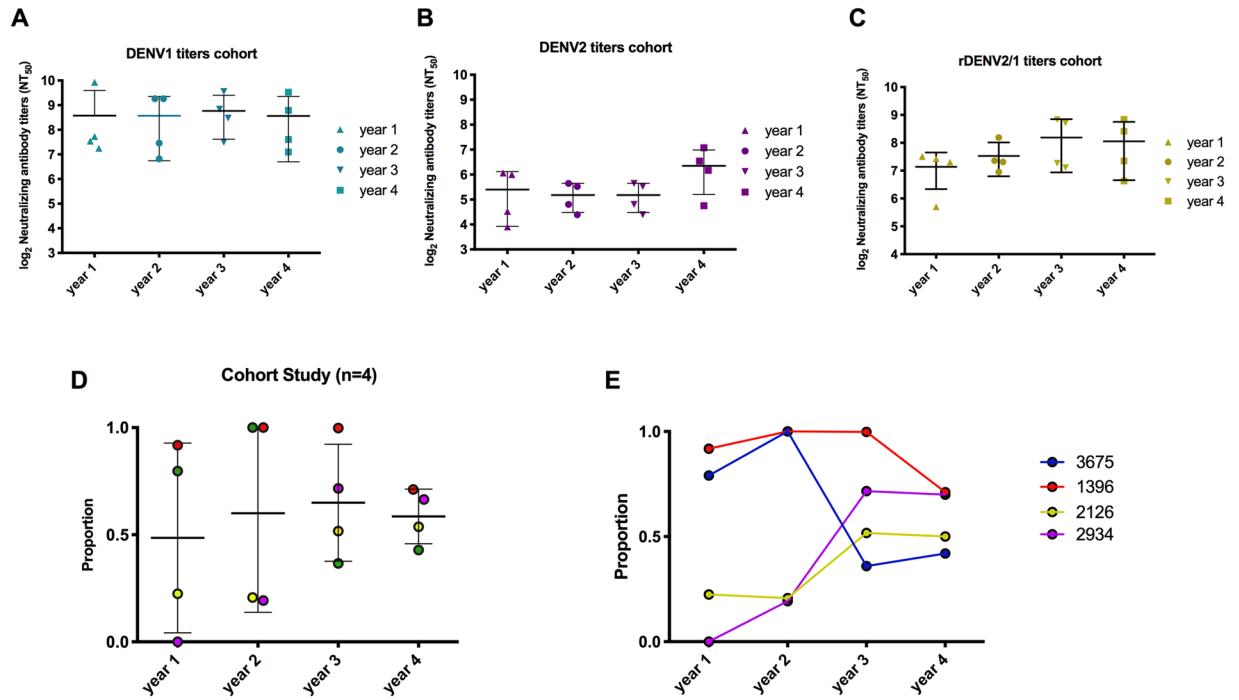 A
DENV1 titers cohort
log2 Neutralizing antibody titers (NT50)
10
9
8
7
6
5
4
3
year 1
year 2
year 3
year 4
year 1
year 2
year 3
year 4
B
DENV2 titers cohort
log2 Neutralizing antibody titers (NT50)
10
9
8
7
6
5
4
3
year 1
year 2
year 3
year 4
year 1
year 2
year 3
year 4
C
rDENV2/1 titers cohort
log2 Neutralizing antibody titers (NT50)
10
9
8
7
6
5
4
year 1
year 2
year 3
year 4
year 1
year 2
year 3
year 4
D
Cohort Study (n=4)
Proportion
1.0
0.5
0.0
year 1
year 2
year 3
year 4
E
Proportion
1.0
0.5
0.0
year 1
year 2
year 3
year 4
3675
1396
2126
2934